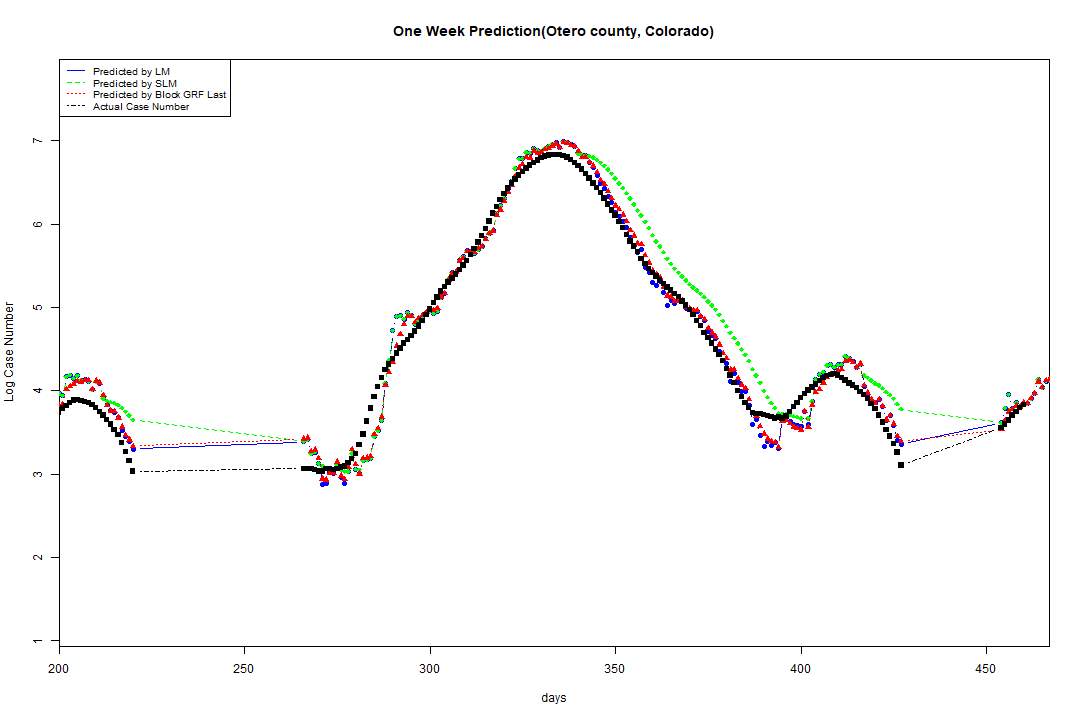 One Week Prediction(Otero county, Colorado)
Predicted by LM
Predicted by SLM
Predicted by Block GRF Last
Actual Case Number
Log Case Number
7
6
5
4
3
2
1
200 250 300 350 400 450
days